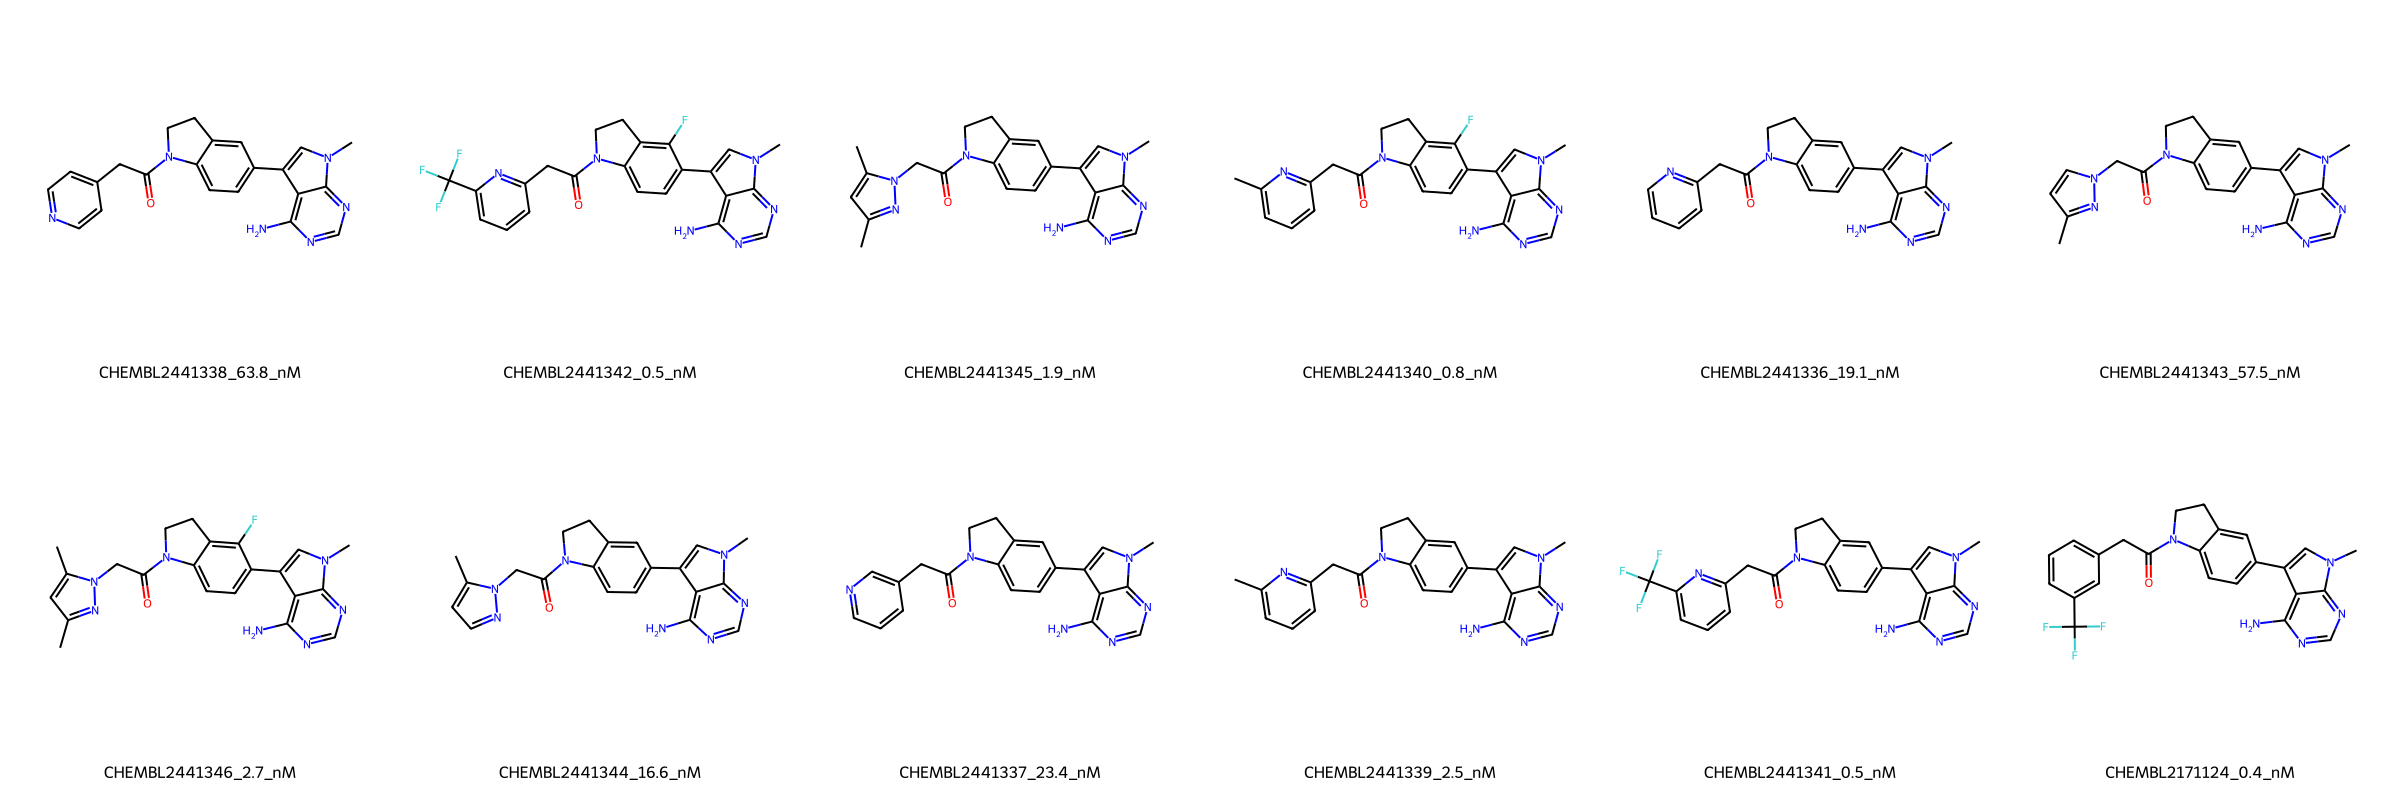 CHEMBL2441338_63.8_nM
CHEMBL2441342_0.5_nM
CHEMBL2441345_1.9_nM
CHEMBL2441340_0.8_nM
CHEMBL2441336_19.1_nM
CHEMBL2441343_57.5_nM
CHEMBL2441346_2.7_nM
CHEMBL2441344_16.6_nM
CHEMBL2441337_23.4_nM
CHEMBL2441339_2.5_nM
CHEMBL2441341_0.5_nM
CHEMBL2171124_0.4_nM